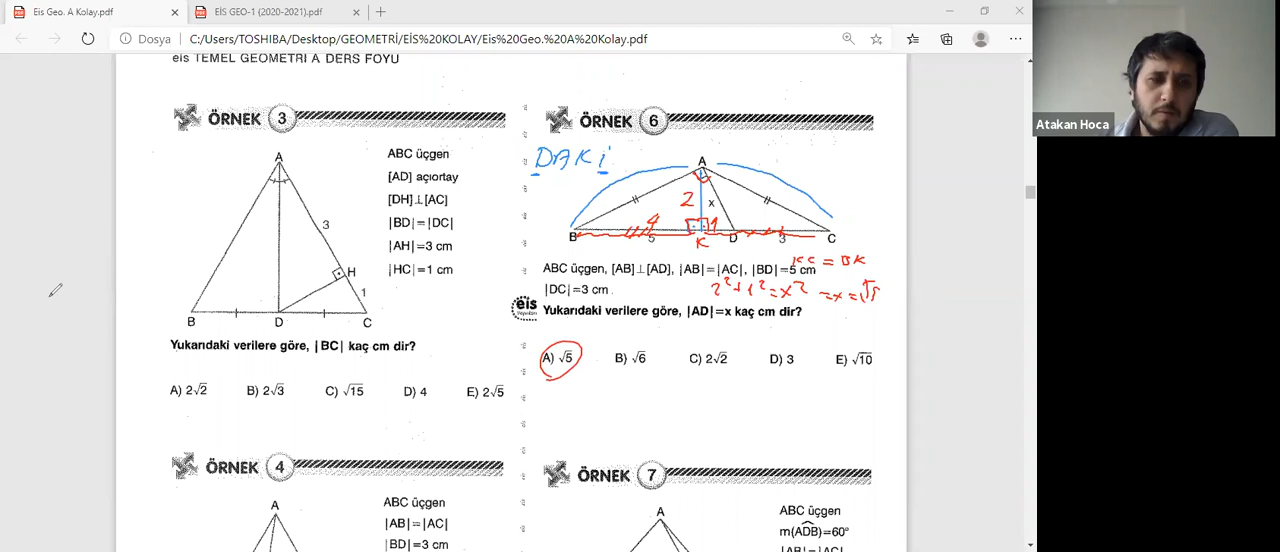 Eis Geo. A Kolay.pdf
EİS GEO-1 (2020-2021).pdf
Dosya C:/Users/TOSHIBA/Desktop/GEOMETRİ/EİS%20KOLAY/Eis%20Geo.%20A%20Kolay.pdf
Atakan Hoca
eis TEMEL GEOMETRİ A DERS FÖYÜ
ÖRNEK 3
A
3
H
1
B D C
ABC üçgen
[AD] açıortay
[DH]⊥[AC]
|BD|=|DC|
|AH|=3 cm
|HC|=1 cm
Yukarıdaki verilere göre, |BC| kaç cm dir?
A) 2√2 B) 2√3 C) √15 D) 4 E) 2√5
ÖRNEK 4
A
ABC üçgen
|AB|=|AC|
|BD|=3 cm
ÖRNEK 6
DAKİ
A
2 x
4 1
B 5 K D 3 C
KC = BK
ABC üçgen, [AB]⊥[AD], |AB|=|AC|, |BD|=5 cm
|DC|=3 cm
2²+1²=x² =x=√5
eis
Yukarıdaki verilere göre, |AD|=x kaç cm dir?
A) √5 B) √6 C) 2√2 D) 3 E) √10
ÖRNEK 7
A
ABC üçgen
m(ADB)=60°
|AB|=|AC|